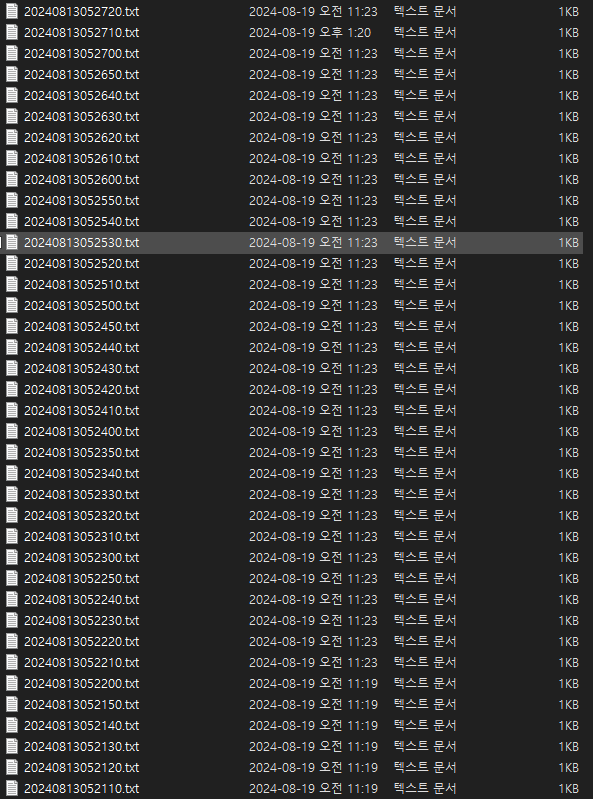 20240813052720.txt 2024-08-19 오전 11:23 텍스트 문서 1KB
20240813052710.txt 2024-08-19 오후 1:20 텍스트 문서 1KB
20240813052700.txt 2024-08-19 오전 11:23 텍스트 문서 1KB
20240813052650.txt 2024-08-19 오전 11:23 텍스트 문서 1KB
20240813052640.txt 2024-08-19 오전 11:23 텍스트 문서 1KB
20240813052630.txt 2024-08-19 오전 11:23 텍스트 문서 1KB
20240813052620.txt 2024-08-19 오전 11:23 텍스트 문서 1KB
20240813052610.txt 2024-08-19 오전 11:23 텍스트 문서 1KB
20240813052600.txt 2024-08-19 오전 11:23 텍스트 문서 1KB
20240813052550.txt 2024-08-19 오전 11:23 텍스트 문서 1KB
20240813052540.txt 2024-08-19 오전 11:23 텍스트 문서 1KB
20240813052530.txt 2024-08-19 오전 11:23 텍스트 문서 1KB
20240813052520.txt 2024-08-19 오전 11:23 텍스트 문서 1KB
20240813052510.txt 2024-08-19 오전 11:23 텍스트 문서 1KB
20240813052500.txt 2024-08-19 오전 11:23 텍스트 문서 1KB
20240813052450.txt 2024-08-19 오전 11:23 텍스트 문서 1KB
20240813052440.txt 2024-08-19 오전 11:23 텍스트 문서 1KB
20240813052430.txt 2024-08-19 오전 11:23 텍스트 문서 1KB
20240813052420.txt 2024-08-19 오전 11:23 텍스트 문서 1KB
20240813052410.txt 2024-08-19 오전 11:23 텍스트 문서 1KB
20240813052400.txt 2024-08-19 오전 11:23 텍스트 문서 1KB
20240813052350.txt 2024-08-19 오전 11:23 텍스트 문서 1KB
20240813052340.txt 2024-08-19 오전 11:23 텍스트 문서 1KB
20240813052330.txt 2024-08-19 오전 11:23 텍스트 문서 1KB
20240813052320.txt 2024-08-19 오전 11:23 텍스트 문서 1KB
20240813052310.txt 2024-08-19 오전 11:23 텍스트 문서 1KB
20240813052300.txt 2024-08-19 오전 11:23 텍스트 문서 1KB
20240813052250.txt 2024-08-19 오전 11:23 텍스트 문서 1KB
20240813052240.txt 2024-08-19 오전 11:23 텍스트 문서 1KB
20240813052230.txt 2024-08-19 오전 11:23 텍스트 문서 1KB
20240813052220.txt 2024-08-19 오전 11:23 텍스트 문서 1KB
20240813052210.txt 2024-08-19 오전 11:23 텍스트 문서 1KB
20240813052200.txt 2024-08-19 오전 11:19 텍스트 문서 1KB
20240813052150.txt 2024-08-19 오전 11:19 텍스트 문서 1KB
20240813052140.txt 2024-08-19 오전 11:19 텍스트 문서 1KB
20240813052130.txt 2024-08-19 오전 11:19 텍스트 문서 1KB
20240813052120.txt 2024-08-19 오전 11:19 텍스트 문서 1KB
20240813052110.txt 2024-08-19 오전 11:19 텍스트 문서 1KB